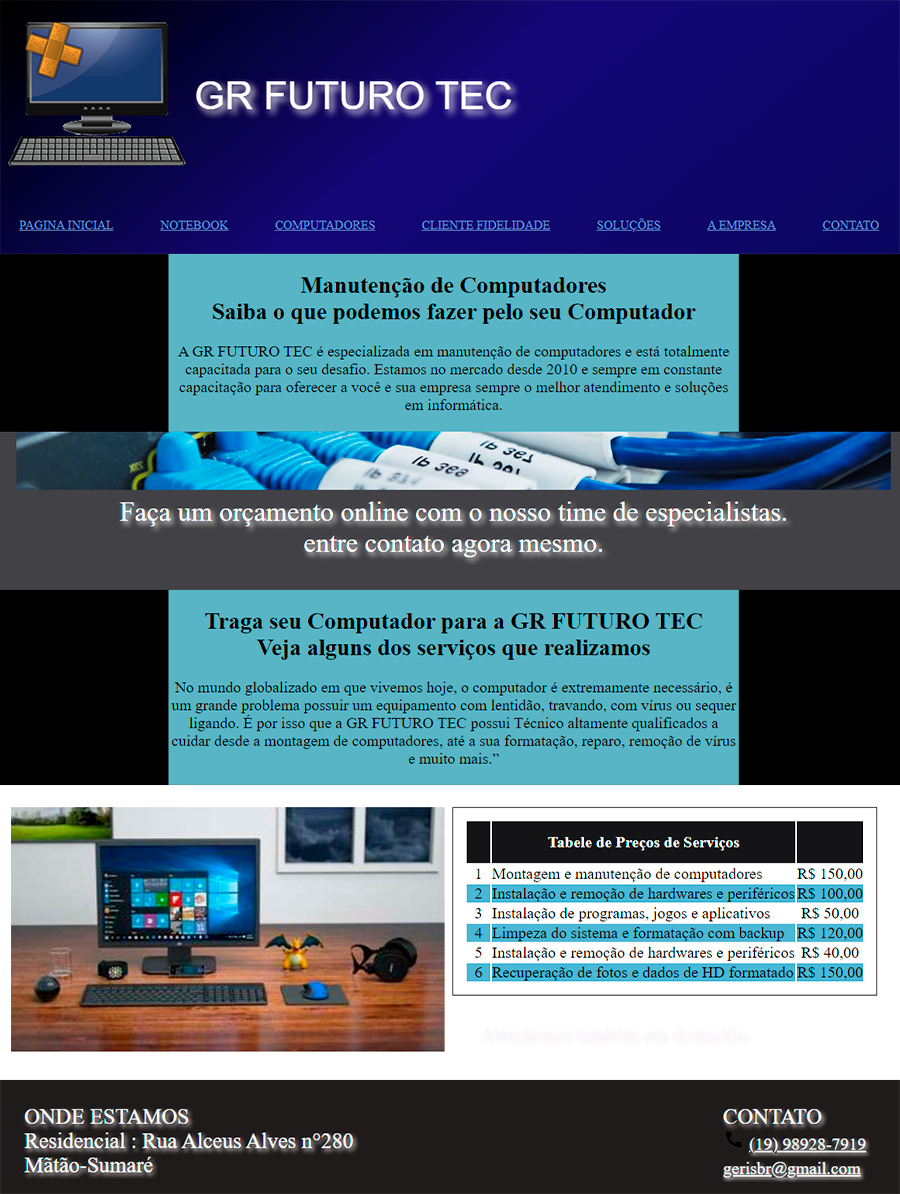 GR FUTURO TEC
PAGINA INICIAL NOTEBOOK COMPUTADORES CLIENTE FIDELIDADE SOLUÇÕES A EMPRESA CONTATO
Manutenção de Computadores
Saiba o que podemos fazer pelo seu Computador
A GR FUTURO TEC é especializada em manutenção de computadores e está totalmente
capacitada para o seu desafio. Estamos no mercado desde 2010 e sempre em constante
capacitação para oferecer a você e sua empresa sempre o melhor atendimento e soluções
em informática.
Faça um orçamento online com o nosso time de especialistas.
entre contato agora mesmo.
Traga seu Computador para a GR FUTURO TEC
Veja alguns dos serviços que realizamos
No mundo globalizado em que vivemos hoje, o computador é extremamente necessário, é
um grande problema possuir um equipamento com lentidão, travando, com vírus ou sequer
ligando. É por isso que a GR FUTURO TEC possui Técnico altamente qualificados a
cuidar desde a montagem de computadores, até a sua formatação, reparo, remoção de vírus
e muito mais.”
Tabele de Preços de Serviços
1 Montagem e manutenção de computadores R$ 150,00
2 Instalação e remoção de hardwares e periféricos R$ 100,00
3 Instalação de programas, jogos e aplicativos R$ 50,00
4 Limpeza do sistema e formatação com backup R$ 120,00
5 Instalação e remoção de hardwares e periféricos R$ 40,00
6 Recuperação de fotos e dados de HD formatado R$ 150,00
Atendemos também em domicílio
ONDE ESTAMOS
Residencial : Rua Alceus Alves n°280
Mãtão-Sumaré
CONTATO
(19) 98928-7919
gerisbr@gmail.com